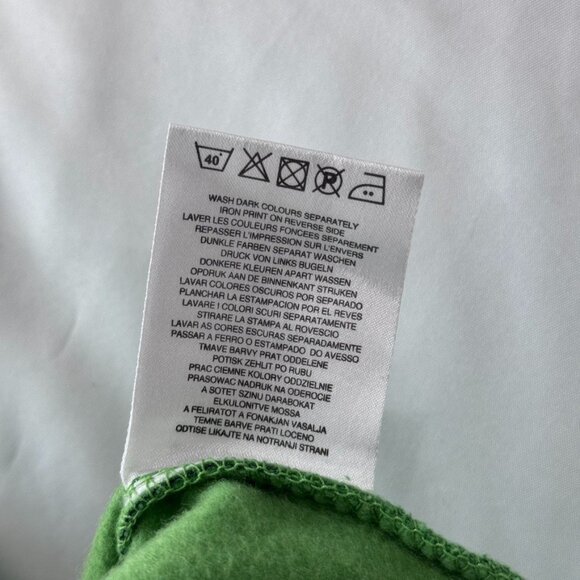 40°
P
WASH DARK COLOURS SEPARATELY
IRON PRINT ON REVERSE SIDE
LAVER LES COULEURS FONCEES SEPAREMENT
REPASSER L'IMPRESSION SUR L'ENVERS
DUNKLE FARBEN SEPARAT WASCHEN
DRUCK VON LINKS BUGELN
DONKERE KLEUREN APART WASSEN
OPDRUK AAN DE BINNENKANT STRIJKEN
LAVAR COLORES OSCUROS POR SEPARADO
PLANCHAR LA ESTAMPACION POR EL REVES
LAVARE I COLORI SCURI SEPARATAMENTE
STIRARE LA STAMPA AL ROVESCIO
LAVAR AS CORES ESCURAS SEPARADAMENTE
PASSAR A FERRO O ESTAMPADO DO AVESSO
TMAVE BARVY PRAT ODDELENE
POTISK ZEHLIT PO RUBU
PRAC CIEMNE KOLORY ODDZIELNIE
PRASOWAC NADRUK NA ODEROCIE
A SOTET SZINU DARABOKAT
ELKULONITVE MOSSA
A FELIRATOT A FONAKJAN VASALJA
TEMNE BARVE PRATI LOCENO
ODTISE LIKAJTE NA NOTRANJI STRANI